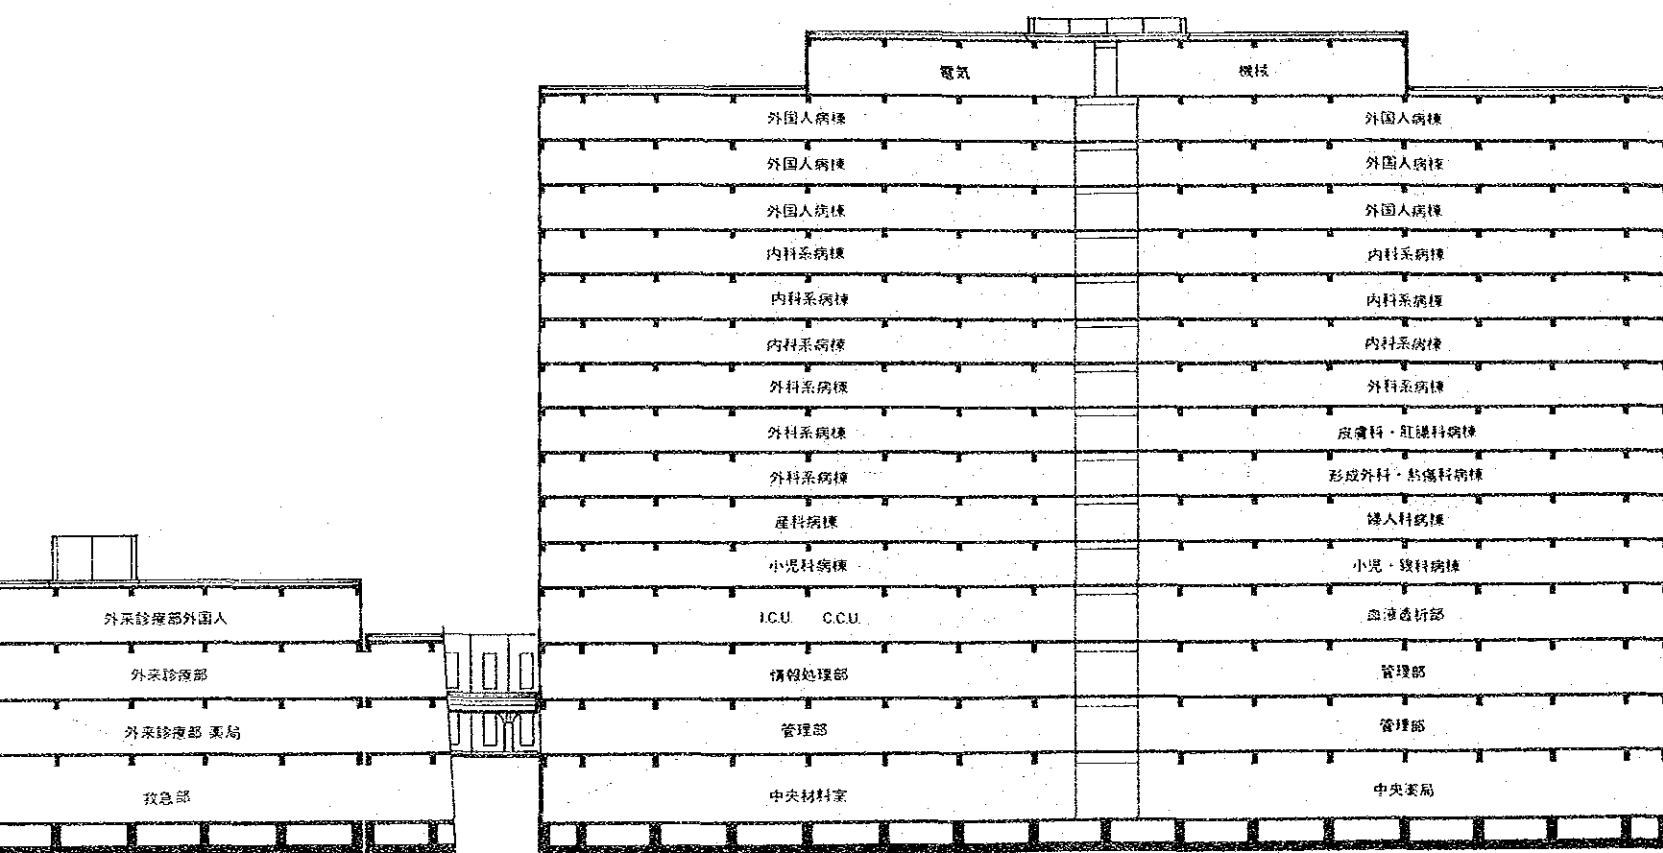 電気 機械
外国人病棟 外国人病棟
外国人病棟 外国人病棟
外国人病棟 外国人病棟
内科系病棟 内科系病棟
内科系病棟 内科系病棟
内科系病棟 内科系病棟
外科系病棟 外科系病棟
外科系病棟 皮膚科・肛腸科病棟
外科系病棟 形成外科・熱傷科病棟
産科病棟 婦人科病棟
小児科病棟 小児・
外来診療部外国人 I.C.U. C.C.U. 血液透析部
外来診療部 情報処理部 管理部
外来診療部 薬局 管理部 管理部
救急部 中央材料室 中央薬局